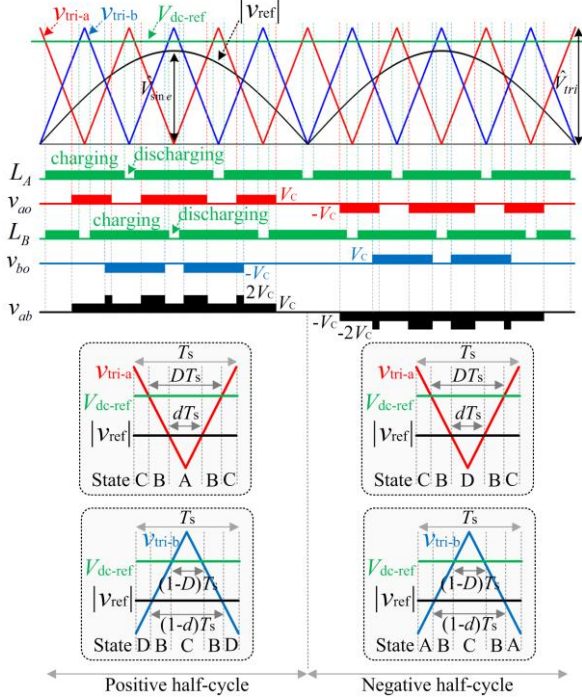 v_tri-a v_tri-b V_dc-ref |v_ref|
V̂_sin e V̂_tri
charging discharging
L_A
v_ao V_C -V_C
charging discharging
L_B
v_bo -V_C V_C
2V_C
v_ab V_C -V_C
-2V_C
T_s T_s
v_tri-a DT_s v_tri-a DT_s
V_dc-ref V_dc-ref
dT_s dT_s
|v_ref| |v_ref|
State C B A B C State C B D B C
T_s T_s
v_tri-b v_tri-b
V_dc-ref V_dc-ref
(1-D)T_s (1-D)T_s
|v_ref| |v_ref|
(1-d)T_s (1-d)T_s
State D B C B D State A B C B A
Positive half-cycle Negative half-cycle